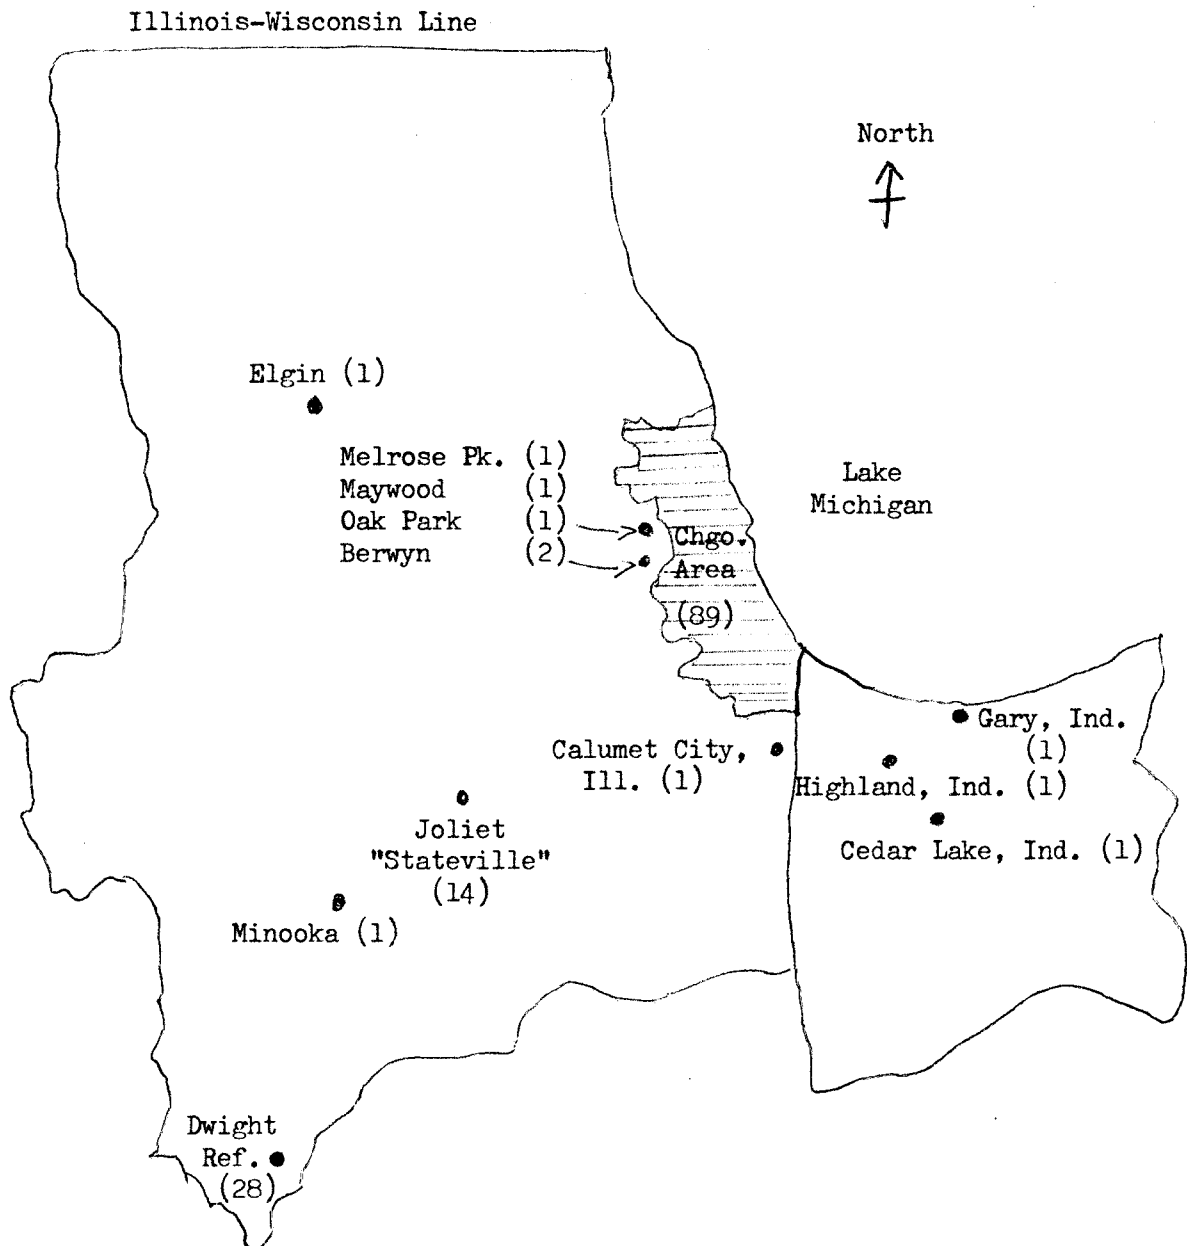 Illinois-Wisconsin Line
North
Elgin (1)
Melrose Pk. (1)
Maywood (1)
Oak Park (1)
Berwyn (2)
Lake
Michigan
Chgo.
Area
(89)
Gary, Ind.
(1)
Calumet City,
Ill. (1)
Highland, Ind. (1)
Joliet
"Stateville"
(14)
Cedar Lake, Ind. (1)
Minooka (1)
Dwight
Ref.
(28)